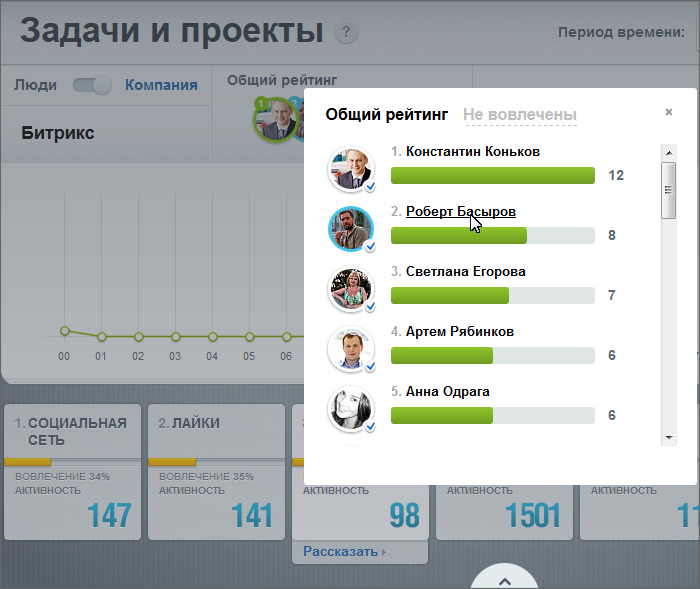 Задачи и проекты ?
Период времени:
Люди Компания
Общий рейтинг
Битрикс
1 2
Общий рейтинг Не вовлечены ×
1. Константин Коньков
12
2. Роберт Басыров
8
3. Светлана Егорова
7
4. Артем Рябинков
6
5. Анна Одрага
6
00 01 02 03 04 05 06
1. СОЦИАЛЬНАЯ
СЕТЬ
ВОВЛЕЧЕНИЕ 34%
АКТИВНОСТЬ
147
2. ЛАЙКИ
ВОВЛЕЧЕНИЕ 35%
АКТИВНОСТЬ
141
АКТИВНОСТЬ
98
Рассказать ›
АКТИВНОСТЬ
1501
АКТИВНОСТЬ